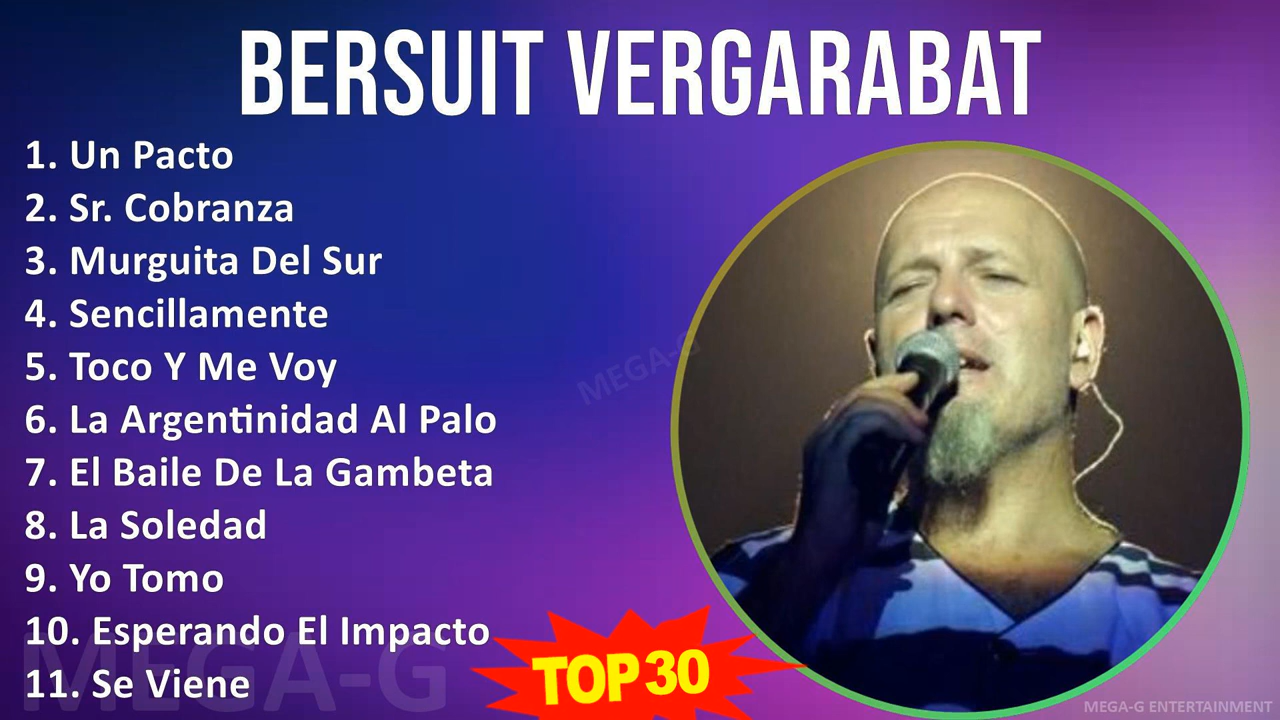 BERSUIT VERGARABAT
1. Un Pacto
2. Sr. Cobranza
3. Murguita Del Sur
4. Sencillamente
5. Toco Y Me Voy
6. La Argentinidad Al Palo
7. El Baile De La Gambeta
8. La Soledad
9. Yo Tomo
10. Esperando El Impacto
11. Se Viene
TOP 30
MEGA-G
MEGA-G
MEGA-G ENTERTAINMENT